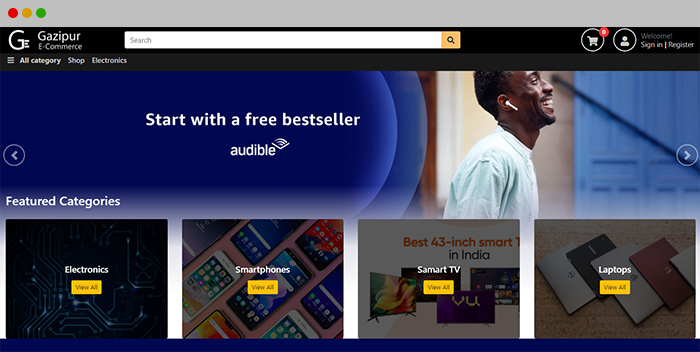 Gazipur
E-Commerce
Search
0
Welcome!
Sign in | Register
All category Shop Electronics
Start with a free bestseller
audible
Featured Categories
Electronics
View All
Smartphones
View All
Best 43-inch smart T
in India
VU
Samart TV
View All
Laptops
View All